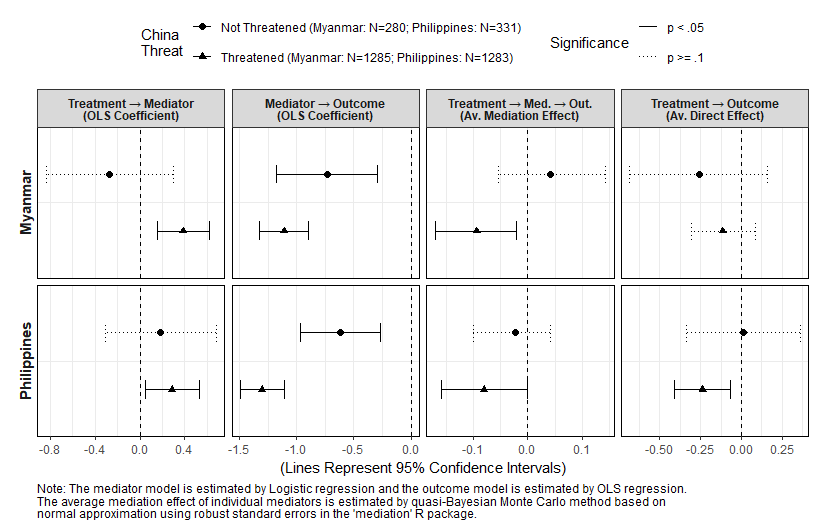 China
Threat
Not Threatened (Myanmar: N=280; Philippines: N=331)
Threatened (Myanmar: N=1285; Philippines: N=1283)
Significance
p < .05
p >= .1
Treatment → Mediator
(OLS Coefficient)
Mediator → Outcome
(OLS Coefficient)
Treatment → Med. → Out.
(Av. Mediation Effect)
Treatment → Outcome
(Av. Direct Effect)
Myanmar
Philippines
-0.8 -0.4 0.0 0.4
-1.5 -1.0 -0.5 0.0
-0.1 0.0 0.1
-0.50 -0.25 0.00 0.25
(Lines Represent 95% Confidence Intervals)
Note: The mediator model is estimated by Logistic regression and the outcome model is estimated by OLS regression.
The average mediation effect of individual mediators is estimated by quasi-Bayesian Monte Carlo method based on
normal approximation using robust standard errors in the 'mediation' R package.